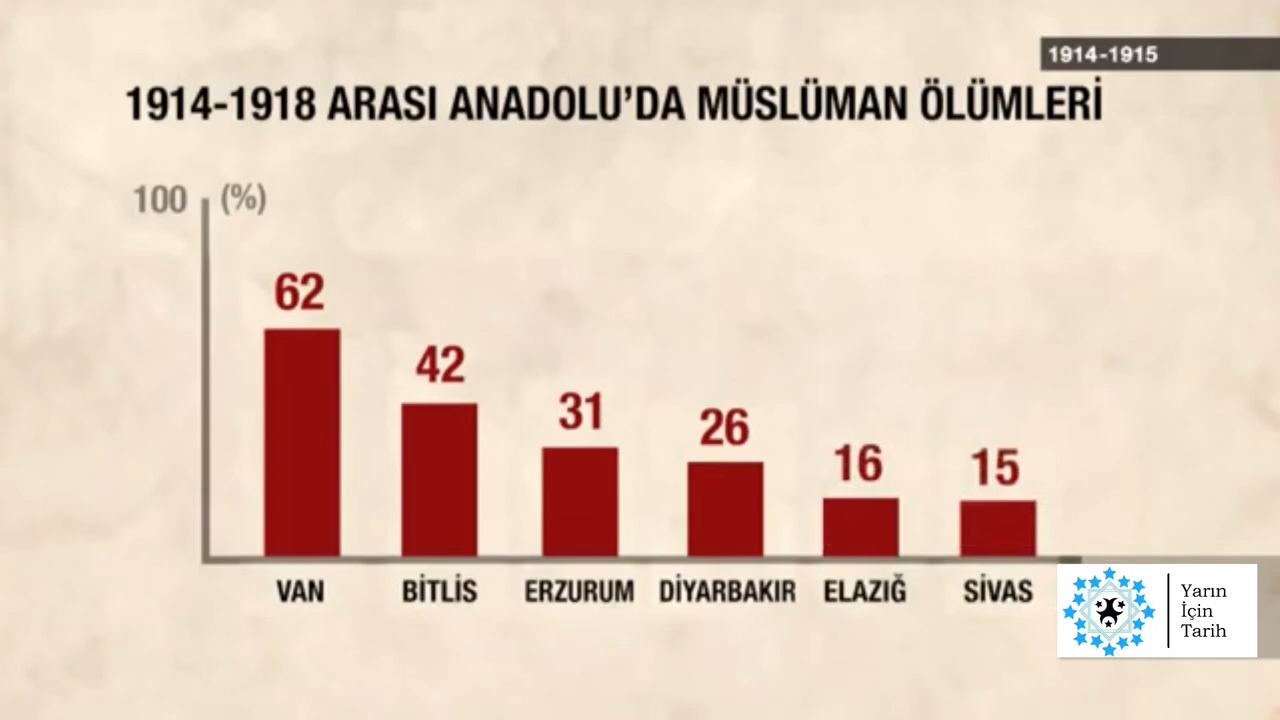 1914-1915
1914-1918 ARASI ANADOLU'DA MÜSLÜMAN ÖLÜMLERİ
100 (%)
62
42
31
26
16
15
VAN BİTLİS ERZURUM DİYARBAKIR ELAZIĞ SİVAS
Yarın
İçin
Tarih